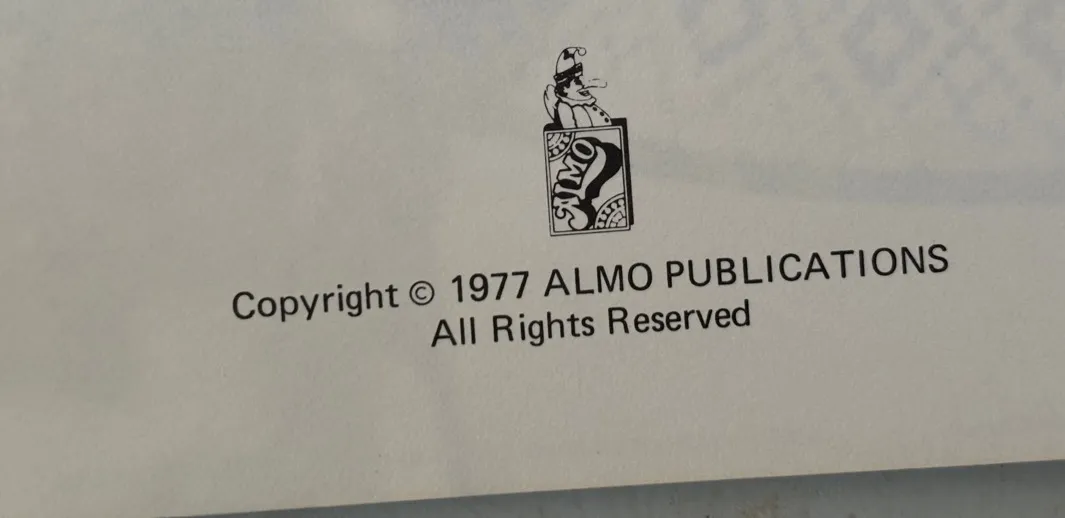 ALMO
Copyright © 1977 ALMO PUBLICATIONS
All Rights Reserved